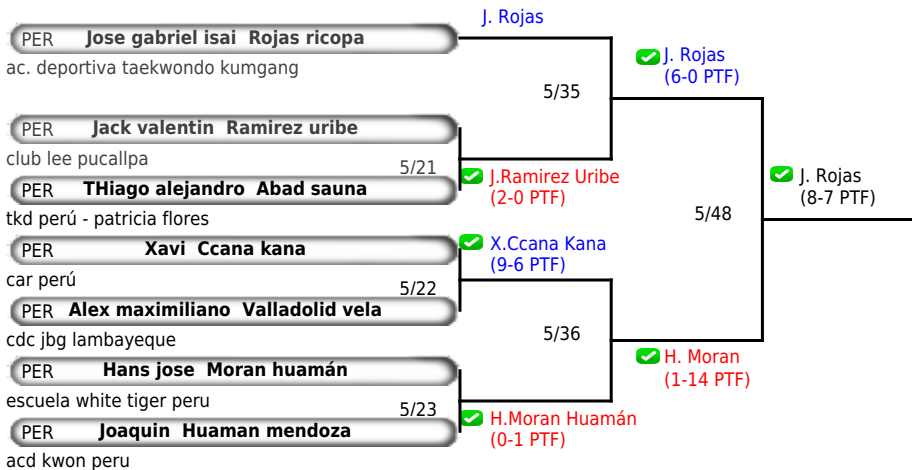 J. Rojas
PER Jose gabriel isai Rojas ricopa
ac. deportiva taekwondo kumgang
J. Rojas
(6-0 PTF)
5/35
PER Jack valentin Ramirez uribe
club lee pucallpa
5/21
J.Ramirez Uribe
(2-0 PTF)
PER THiago alejandro Abad sauna
tkd perú - patricia flores
J. Rojas
(8-7 PTF)
5/48
PER Xavi Ccana kana
car perú
X.Ccana Kana
(9-6 PTF)
5/22
PER Alex maximiliano Valladolid vela
cdc jbg lambayeque
5/36
H. Moran
(1-14 PTF)
PER Hans jose Moran huamán
escuela white tiger peru
5/23
H.Moran Huamán
(0-1 PTF)
PER Joaquin Huaman mendoza
acd kwon peru